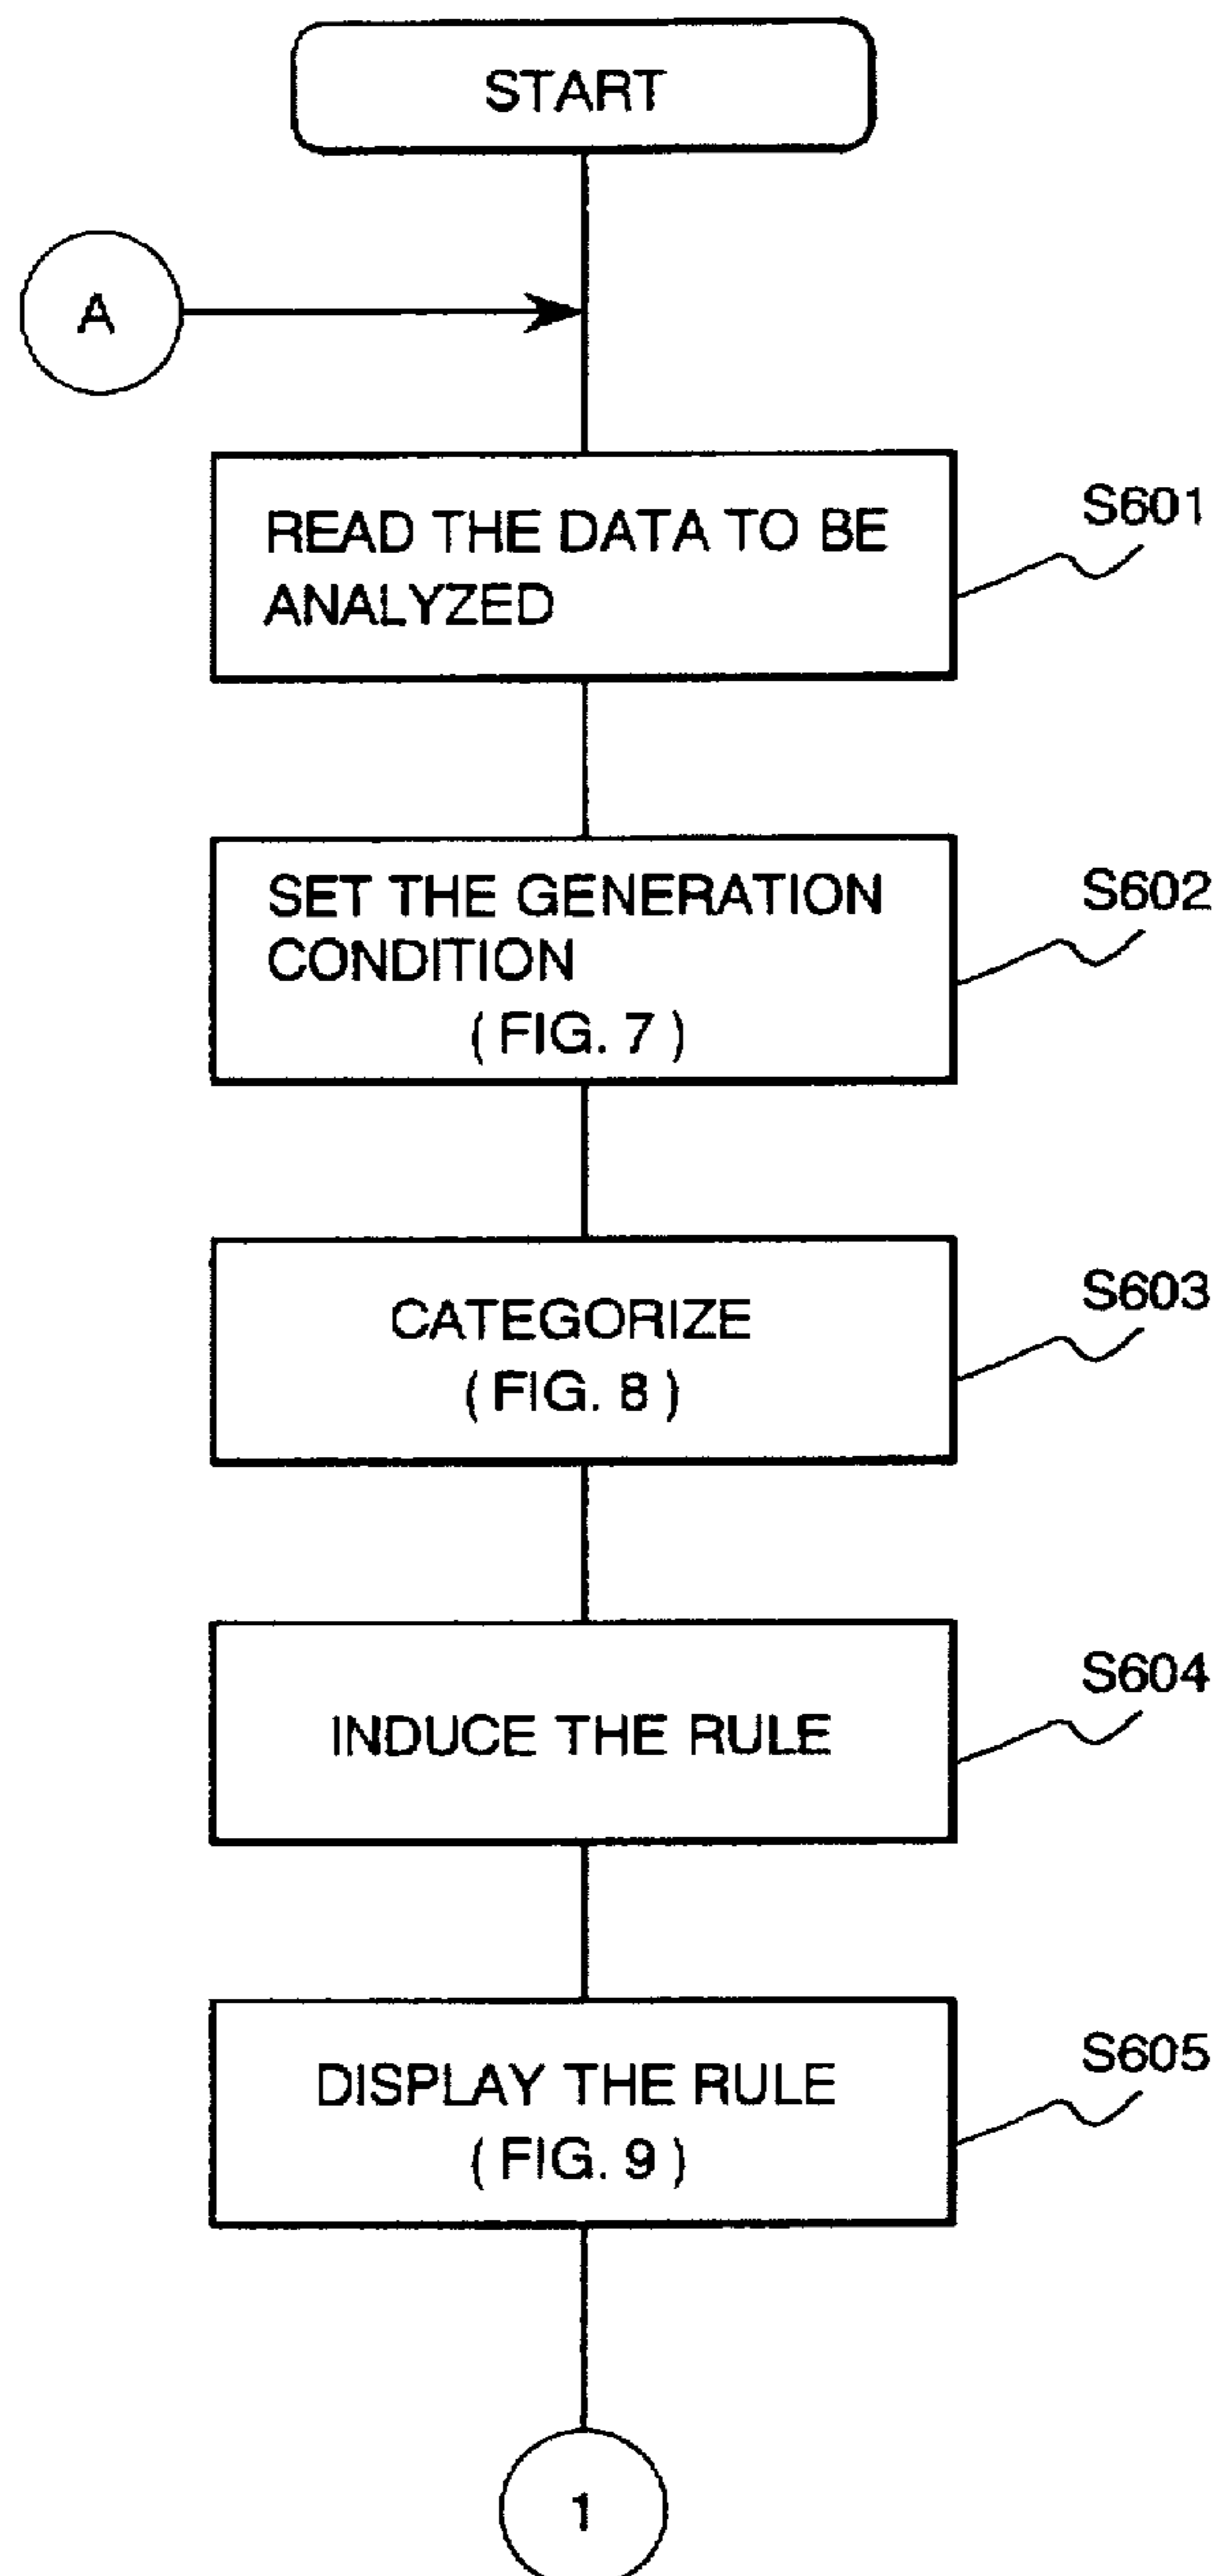 START
A
READ THE DATA TO BE
ANALYZED
S601
SET THE GENERATION
CONDITION
( FIG. 7 )
S602
CATEGORIZE
( FIG. 8 )
S603
INDUCE THE RULE
S604
DISPLAY THE RULE
( FIG. 9 )
S605
1